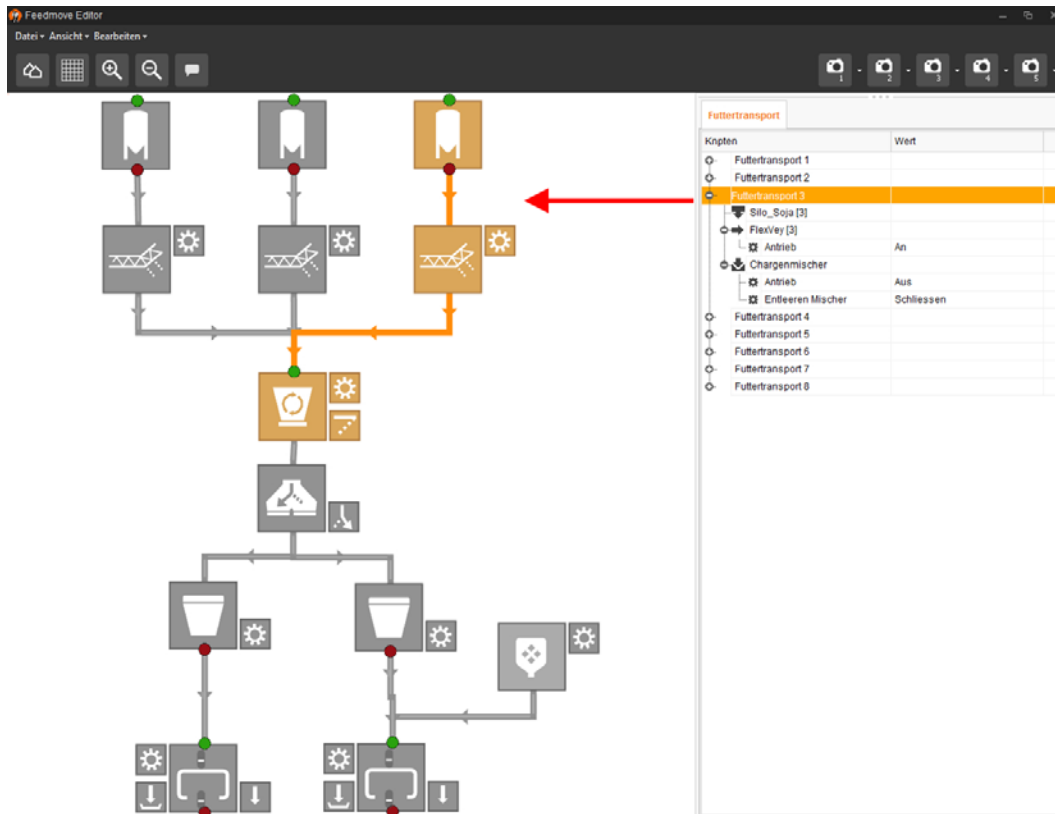 Feedmove Editor
Datei Ansicht Bearbeiten
1 2 3 4 5
Futtertransport
Knpten Wert
Futtertransport 1
Futtertransport 2
Futtertransport 3
Silo_Soja [3]
FlexVey [3]
Antrieb An
Chargenmischer
Antrieb Aus
Entleeren Mischer Schliessen
Futtertransport 4
Futtertransport 5
Futtertransport 6
Futtertransport 7
Futtertransport 8